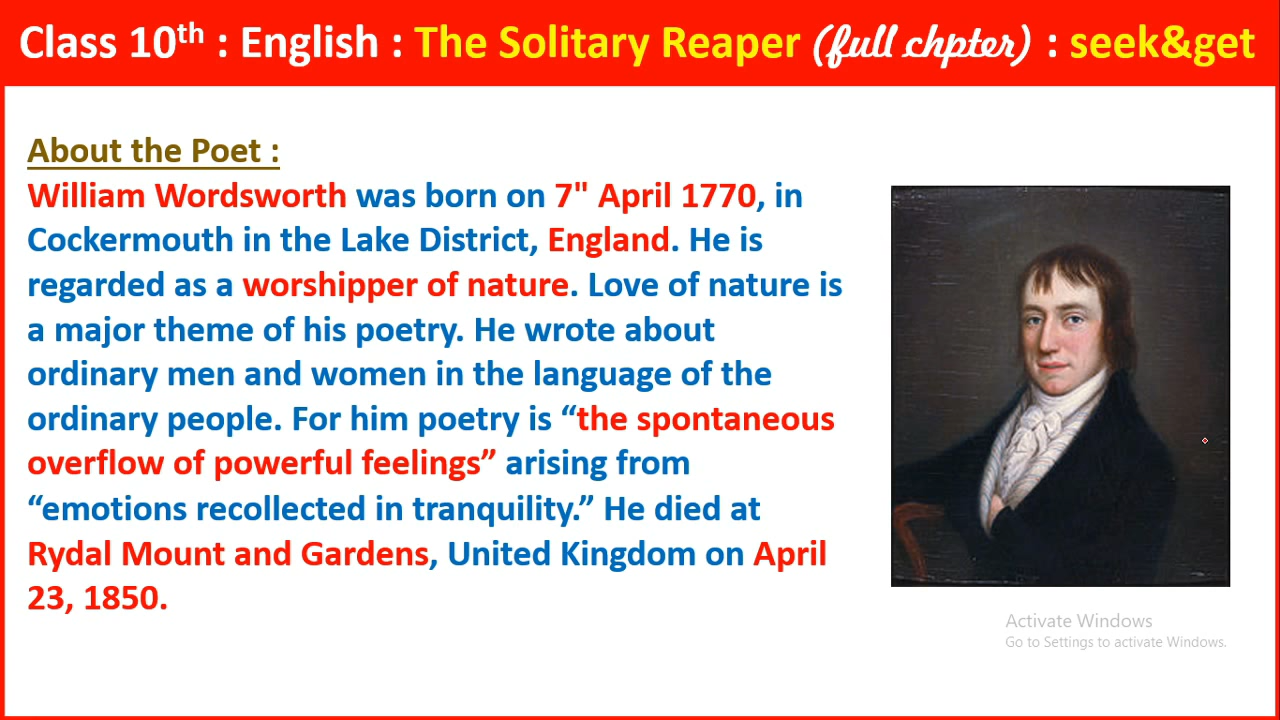 Class 10th : English : The Solitary Reaper (full chpter) : seek&get
About the Poet :
William Wordsworth was born on 7" April 1770, in
Cockermouth in the Lake District, England. He is
regarded as a worshipper of nature. Love of nature is
a major theme of his poetry. He wrote about
ordinary men and women in the language of the
ordinary people. For him poetry is “the spontaneous
overflow of powerful feelings” arising from
“emotions recollected in tranquility.” He died at
Rydal Mount and Gardens, United Kingdom on April
23, 1850.
Activate Windows
Go to Settings to activate Windows.